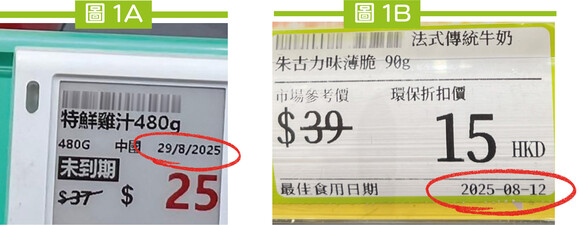 圖 1A
特鮮雞汁480g
480G 中國 29/8/2025
未到期
$37 $ 25
圖 1B
法式傳統牛奶
朱古力味薄脆 90g
市場參考價 環保折扣價
$39 15 HKD
最佳食用日期 2025-08-12